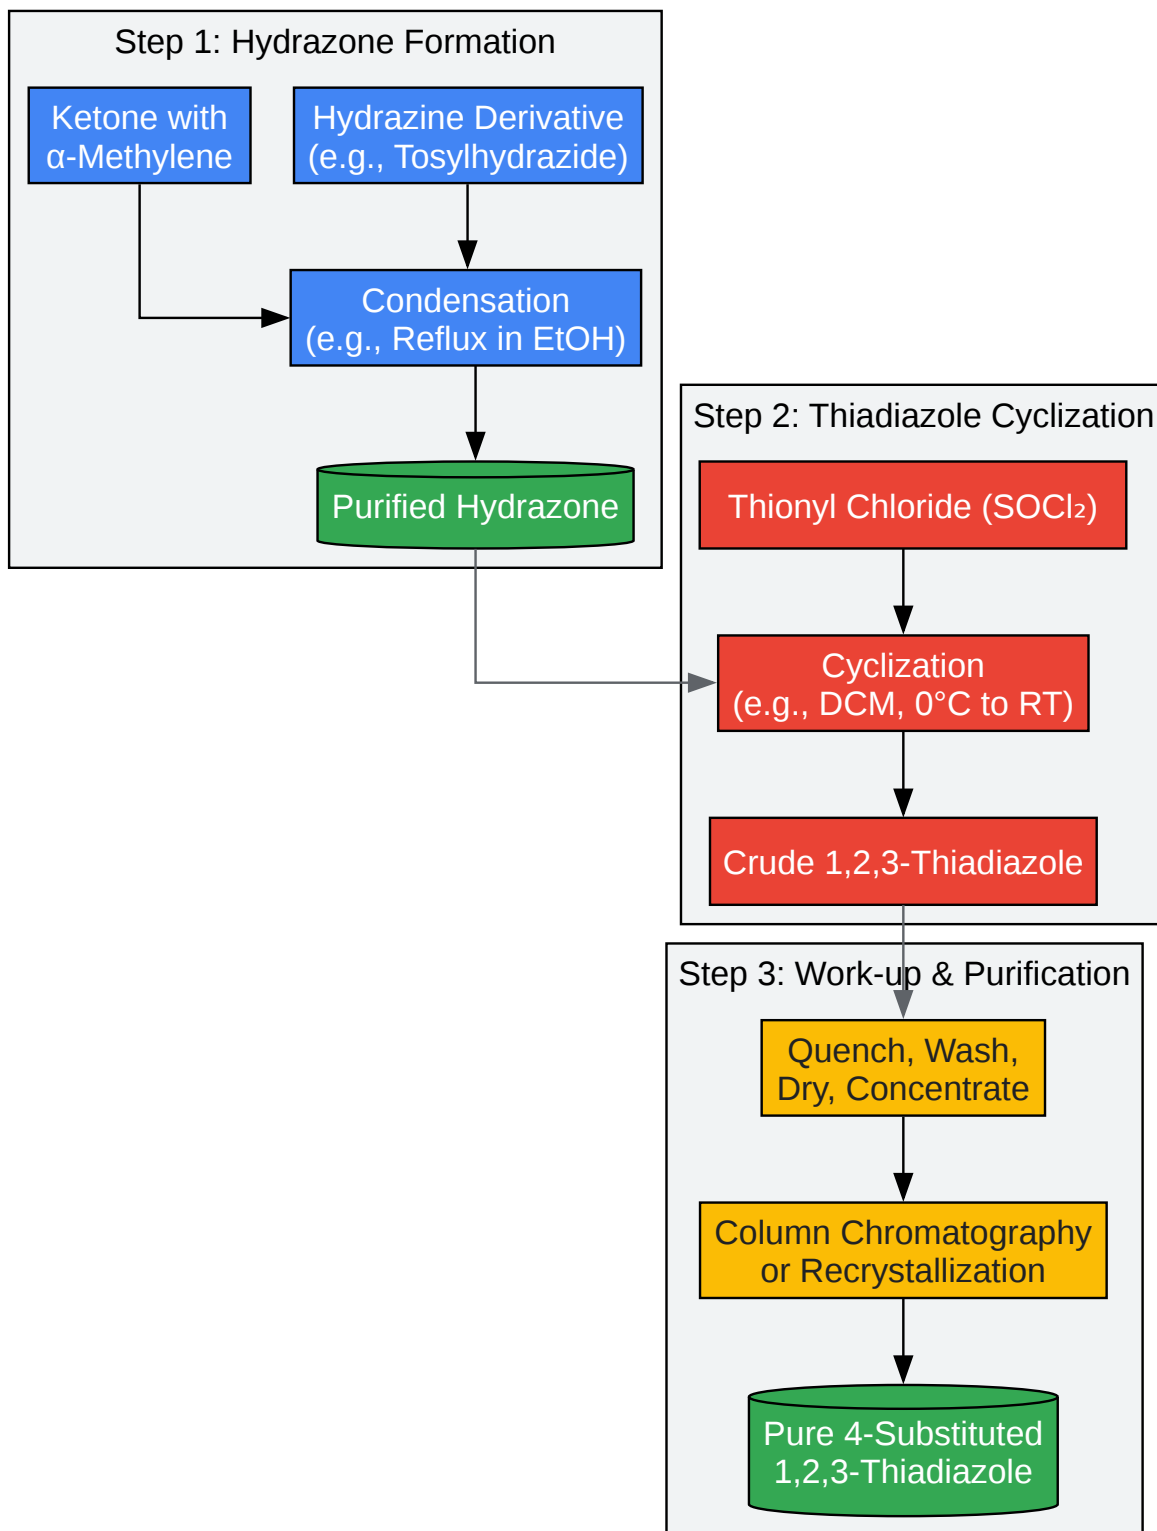 Step 1: Hydrazone Formation
Ketone with
α-Methylene
Hydrazine Derivative
(e.g., Tosylhydrazide)
Condensation
(e.g., Reflux in EtOH)
Purified Hydrazone
Step 2: Thiadiazole Cyclization
Thionyl Chloride (SOCl₂)
Cyclization
(e.g., DCM, 0°C to RT)
Crude 1,2,3-Thiadiazole
Step 3: Work-up & Purification
Quench, Wash,
Dry, Concentrate
Column Chromatography
or Recrystallization
Pure 4-Substituted
1,2,3-Thiadiazole